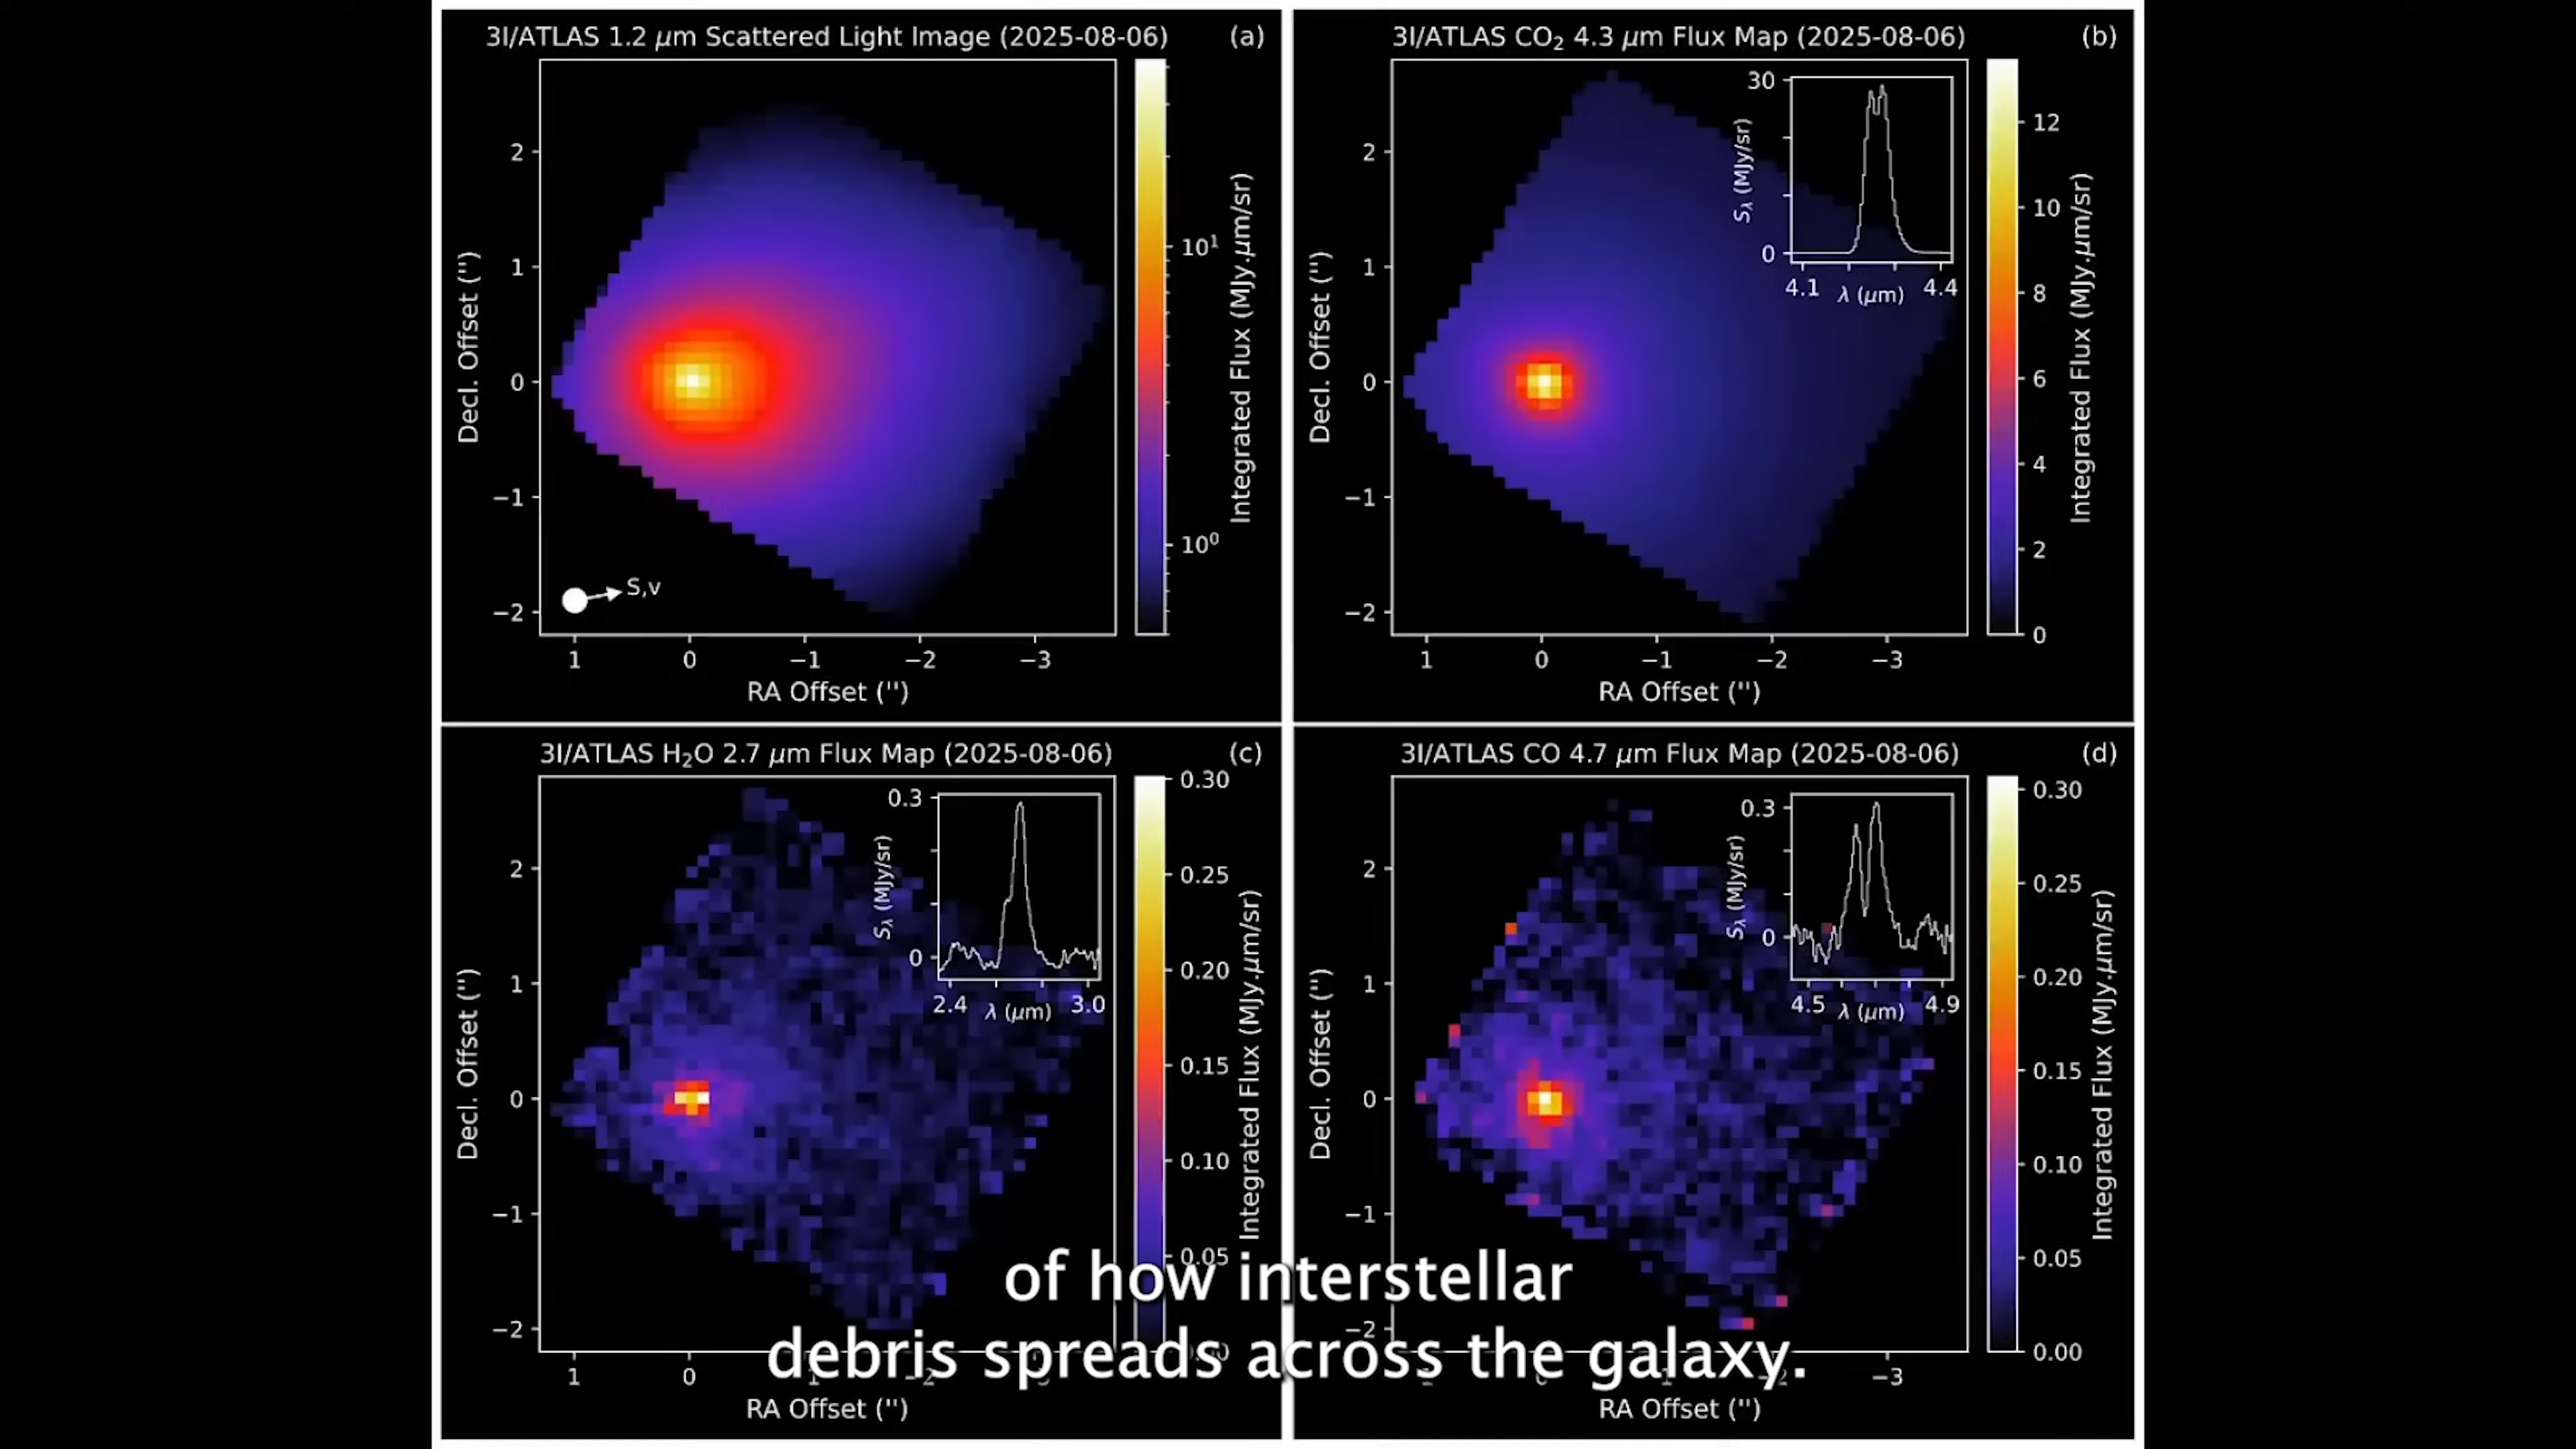 3I/ATLAS 1.2 μm Scattered Light Image (2025-08-06) (a)
2
1
0
−1
−2
Decl. Offset ('')
S,v
1 0 −1 −2 −3
RA Offset ('')
10¹
10⁰
Integrated Flux (MJy.μm/sr)
3I/ATLAS CO₂ 4.3 μm Flux Map (2025-08-06) (b)
2
1
0
−1
−2
Decl. Offset ('')
30
0
Sλ (MJy/sr)
4.1 λ (μm) 4.4
1 0 −1 −2 −3
RA Offset ('')
12
10
8
6
4
2
0
Integrated Flux (MJy.μm/sr)
3I/ATLAS H₂O 2.7 μm Flux Map (2025-08-06) (c)
2
1
0
−1
−2
Decl. Offset ('')
0.3
0
Sλ (MJy/sr)
2.4 λ (μm) 3.0
1 0
RA Offset ('')
0.30
0.25
0.20
0.15
0.10
0.05
Integrated Flux (MJy.μm/sr)
3I/ATLAS CO 4.7 μm Flux Map (2025-08-06) (d)
2
1
0
−1
−2
Decl. Offset ('')
0.3
0
Sλ (MJy/sr)
4.5 λ (μm) 4.9
−3
RA Offset ('')
0.30
0.25
0.20
0.15
0.10
0.05
0.00
Integrated Flux (MJy.μm/sr)
of how interstellar
debris spreads across the galaxy.